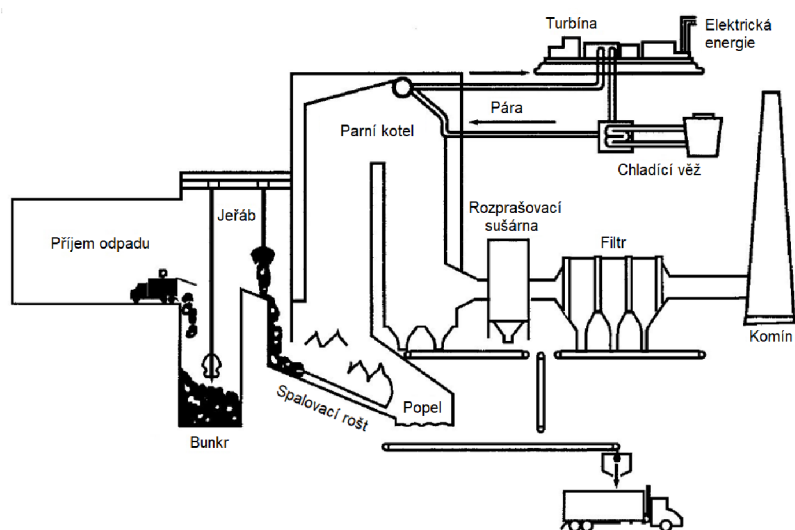 Turbína
Elektrická
energie
Pára
Parní kotel
Chladící věž
Jeřáb
Rozprašovací
sušárna
Příjem odpadu
Filtr
Komín
Spalovací rošt
Popel
Bunkr